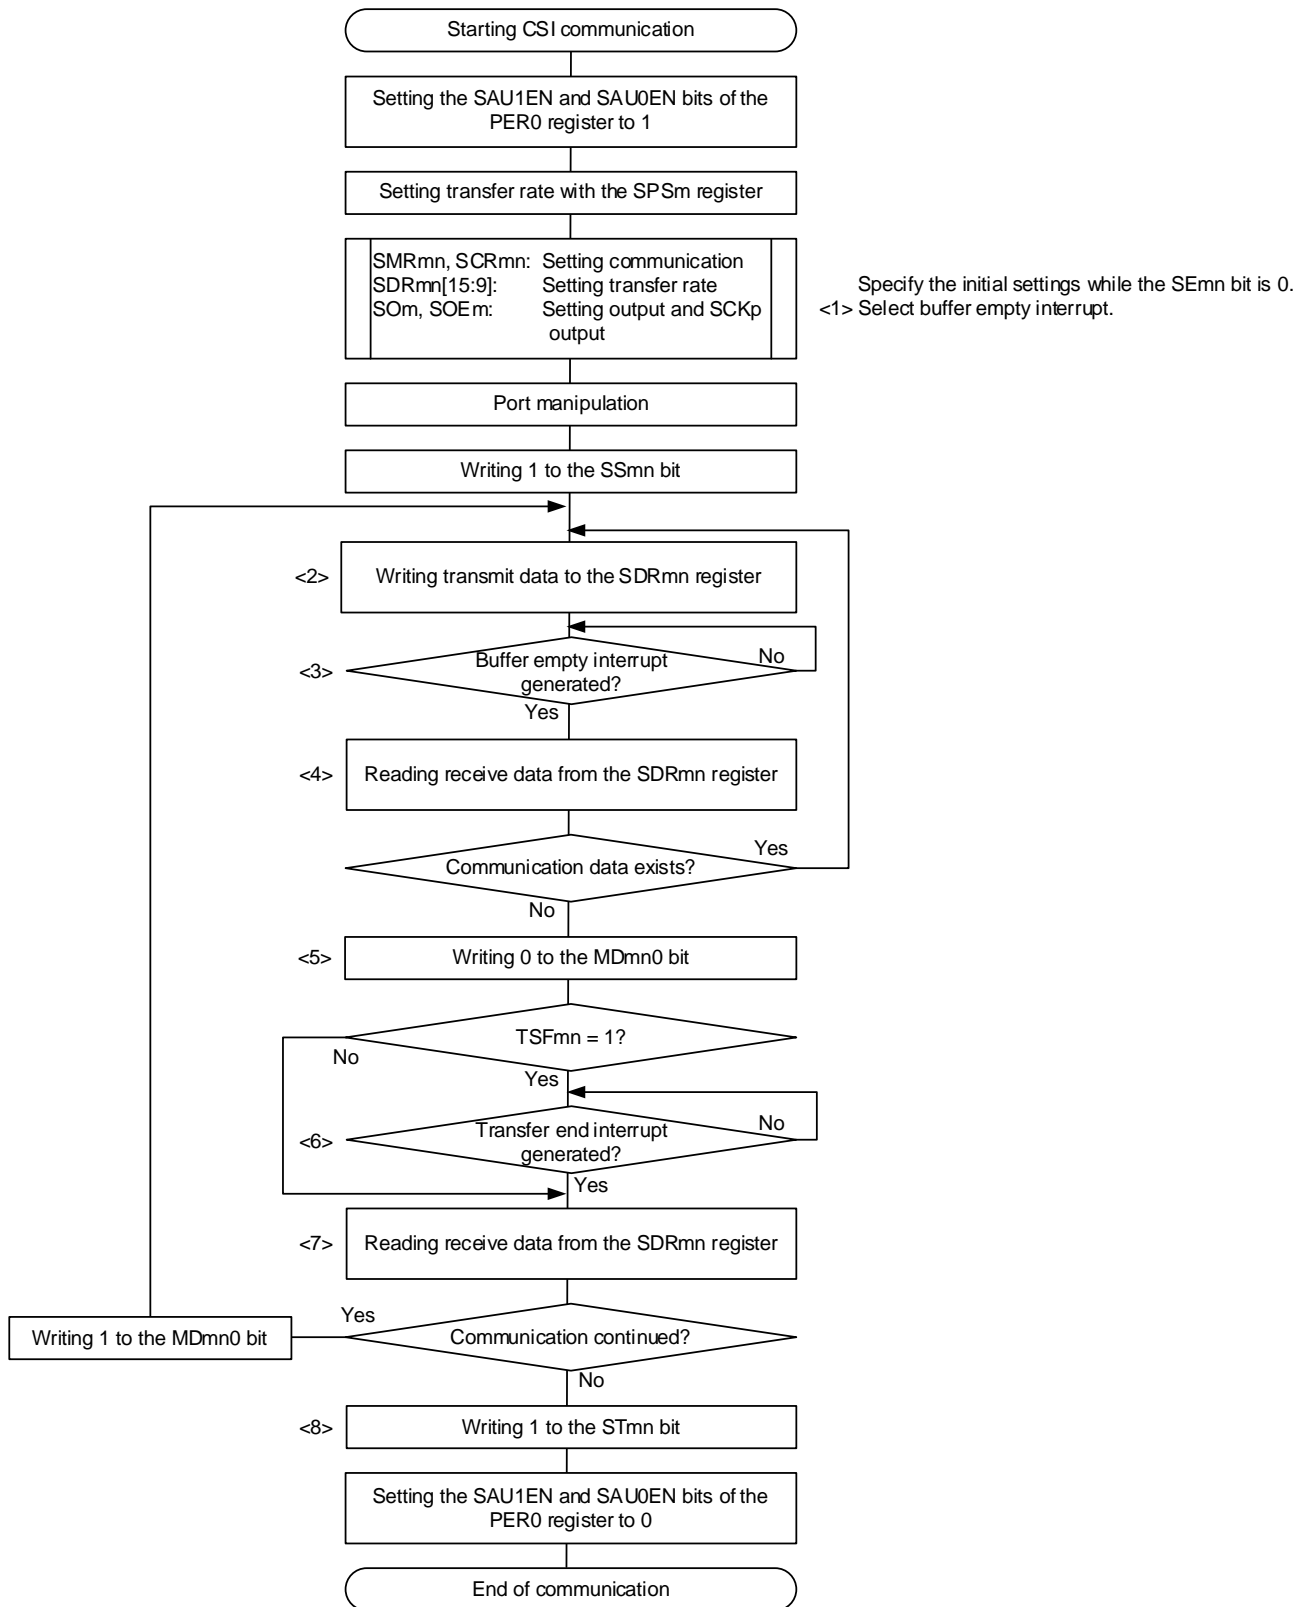 Starting CSI communication
Setting the SAU1EN and SAU0EN bits of the
PER0 register to 1
Setting transfer rate with the SPSm register
SMRmn, SCRmn: Setting communication
SDRmn[15:9]: Setting transfer rate
SOm, SOEm: Setting output and SCKp
output
Specify the initial settings while the SEmn bit is 0.
<1> Select buffer empty interrupt.
Port manipulation
Writing 1 to the SSmn bit
<2> Writing transmit data to the SDRmn register
<3> Buffer empty interrupt
generated?
No
Yes
<4> Reading receive data from the SDRmn register
Communication data exists?
Yes
No
<5> Writing 0 to the MDmn0 bit
TSFmn = 1?
No
Yes
<6> Transfer end interrupt
generated?
No
Yes
<7> Reading receive data from the SDRmn register
Communication continued?
Yes
Writing 1 to the MDmn0 bit
No
<8> Writing 1 to the STmn bit
Setting the SAU1EN and SAU0EN bits of the
PER0 register to 0
End of communication